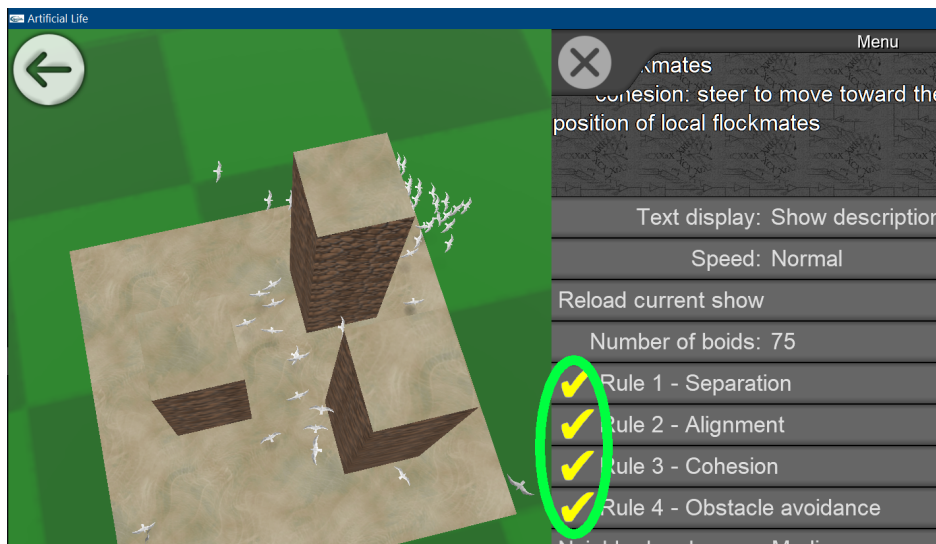 Artificial Life
Menu
kmates
cohesion: steer to move toward the
position of local flockmates
Text display: Show description
Speed: Normal
Reload current show
Number of boids: 75
Rule 1 - Separation
Rule 2 - Alignment
Rule 3 - Cohesion
Rule 4 - Obstacle avoidance